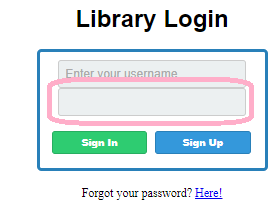 Library Login
Enter your username
Sign In
Sign Up
Forgot your password? Here!